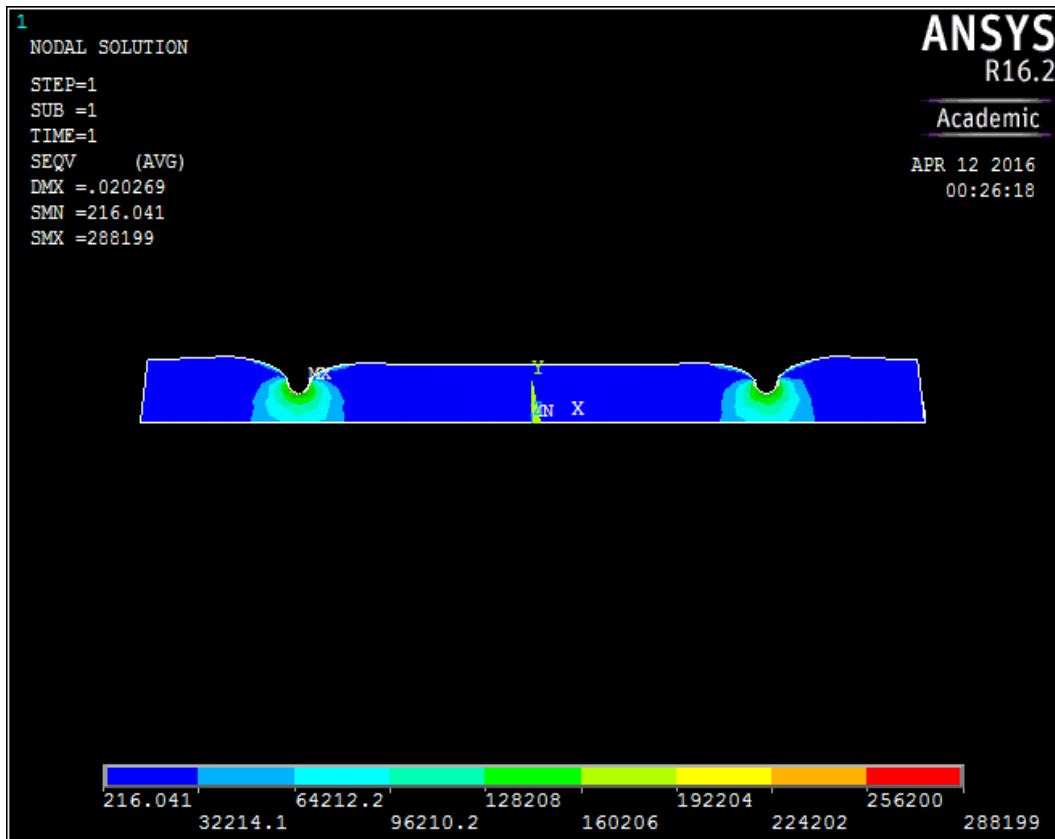 1
NODAL SOLUTION
STEP=1
SUB =1
TIME=1
SEQV (AVG)
DMX =.020269
SMN =216.041
SMX =288199
ANSYS
R16.2
Academic
APR 12 2016
00:26:18
MX
Y
MN X
216.041 64212.2 128208 192204 256200
32214.1 96210.2 160206 224202 288199